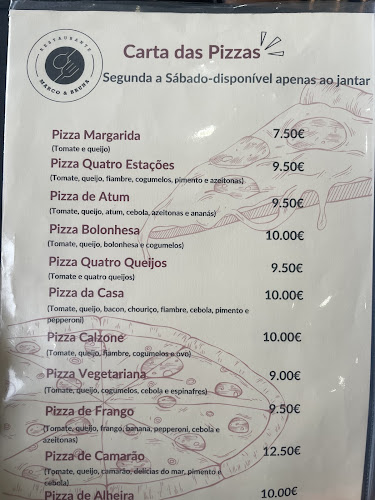 RESTAURANTE
MARCO & BRUNA
Carta das Pizzas
Segunda a Sábado-disponível apenas ao jantar
Pizza Margarida 7.50€
(Tomate e queijo)
Pizza Quatro Estações 9.50€
(Tomate, queijo, fiambre, cogumelos, pimento e azeitonas)
Pizza de Atum 9.50€
(Tomate, queijo, atum, cebola, azeitonas e ananás)
Pizza Bolonhesa 10.00€
(Tomate, queijo, bolonhesa e cogumelos)
Pizza Quatro Queijos 9.50€
(Tomate e quatro queijos)
Pizza da Casa 10.00€
(Tomate, queijo, bacon, chouriço, fiambre, cebola, pimento e
pepperoni)
Pizza Calzone 10.00€
(Tomate, queijo, fiambre, cogumelos e ovo)
Pizza Vegetariana 9.00€
(Tomate, queijo, cogumelos, cebola e espinafres)
Pizza de Frango 9.50€
(Tomate, queijo, frango, banana, pepperoni, cebola e
azeitonas)
Pizza de Camarão 12.50€
(Tomate, queijo, camarão, delícias do mar, pimento e
cebola)
Pizza de Alheira 10.00€